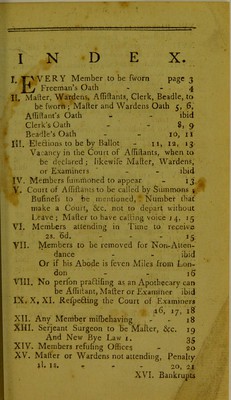 I N D E X.
I. EVERY Member to be sworn page 3
Freeman's Oath - 4
II. Master, Wardens, Assistants, Clerk, Beadle, to
be sworn; Master and Wardens Oath 5, 6,
Assistant's Oath - - ibid
Clerk's Oath - - 8, 9
Beadle's Oath - - 10, 11
III. Elections to be by Ballot - 11, 12, 13
Vacancy in the Court of Assistants, when to
be declared; likewise Master, Wardens,
or Examiners - - ibid
IV. Members summoned to appear - 13
V. Court of Assistants to be called by Summons;
Business to be mentioned, Number that
make a Court, &c. not to depart without
Leave; Master to have casting voice 14, 15
VI. Members attending in Time to receive
2s. 6d. - - - 15
VII. Members to be removed for Non-Atten-
dance - - ibid
Or if his Abode is seven Miles from Lon-
don - - - 16
VIII. No person practising as an Apothecary can
be Assistant, Master or Examiner ibid
IX, X, XI. Respecting the Court of Examiners
16, 17, 18
XII. Any Member misbehaving - 18
XIII. Serjeant Surgeon to be Master, &c. 19
And New Bye Law 1. 35
XIV. Members refusing Offices - 20
XV. Master or Wardens not attending, Penalty
2l. 2s. - - - 20, 21
XVI. Bankrupts